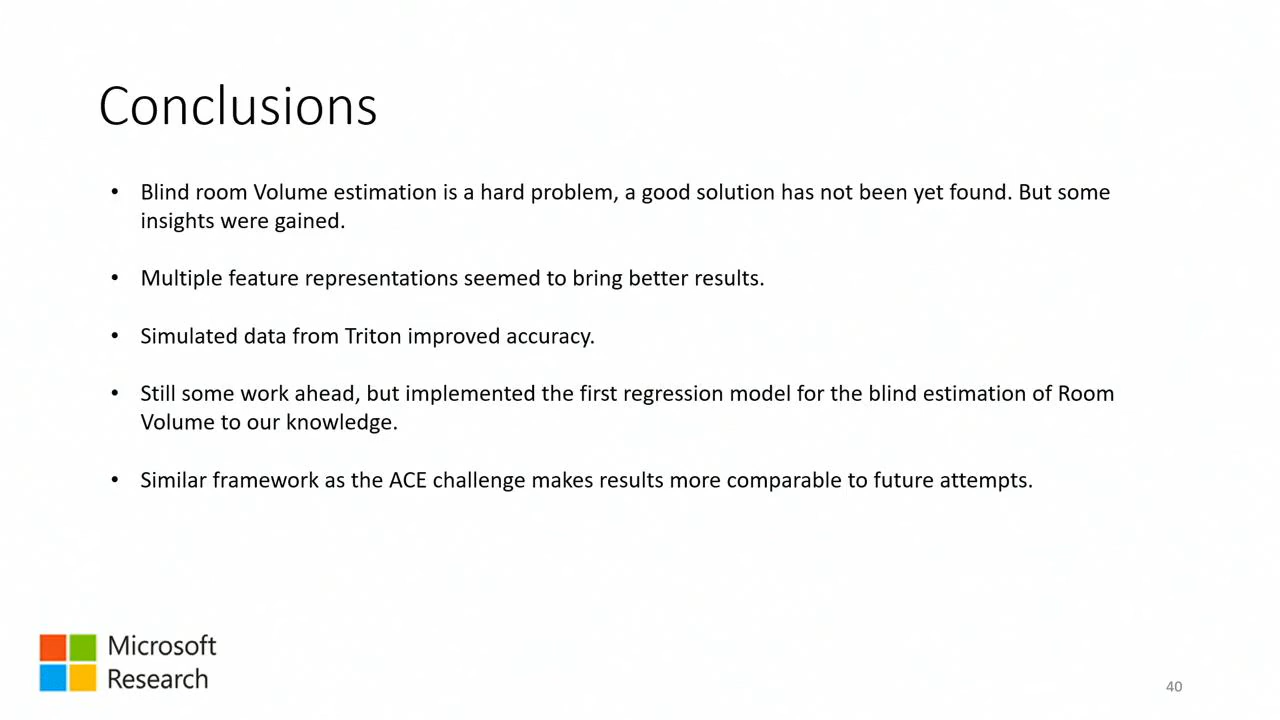 Conclusions
• Blind room Volume estimation is a hard problem, a good solution has not been yet found. But some
insights were gained.
• Multiple feature representations seemed to bring better results.
• Simulated data from Triton improved accuracy.
• Still some work ahead, but implemented the first regression model for the blind estimation of Room
Volume to our knowledge.
• Similar framework as the ACE challenge makes results more comparable to future attempts.
Microsoft
Research
40